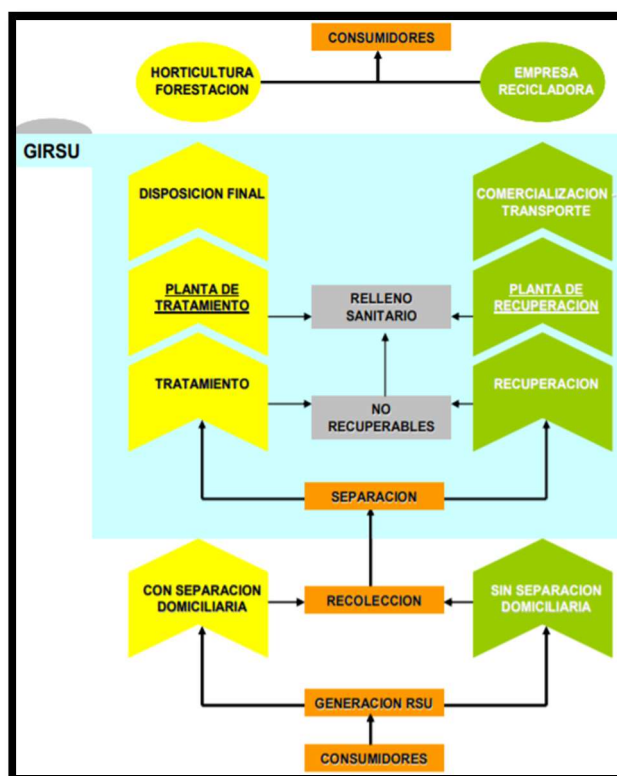 CONSUMIDORES
HORTICULTURA
FORESTACION
EMPRESA
RECICLADORA
GIRSU
DISPOSICION FINAL
COMERCIALIZACION
TRANSPORTE
PLANTA DE
TRATAMIENTO
RELLENO
SANITARIO
PLANTA DE
RECUPERACION
TRATAMIENTO
NO
RECUPERABLES
RECUPERACION
SEPARACION
CON SEPARACION
DOMICILIARIA
RECOLECCION
SIN SEPARACION
DOMICILIARIA
GENERACION RSU
CONSUMIDORES